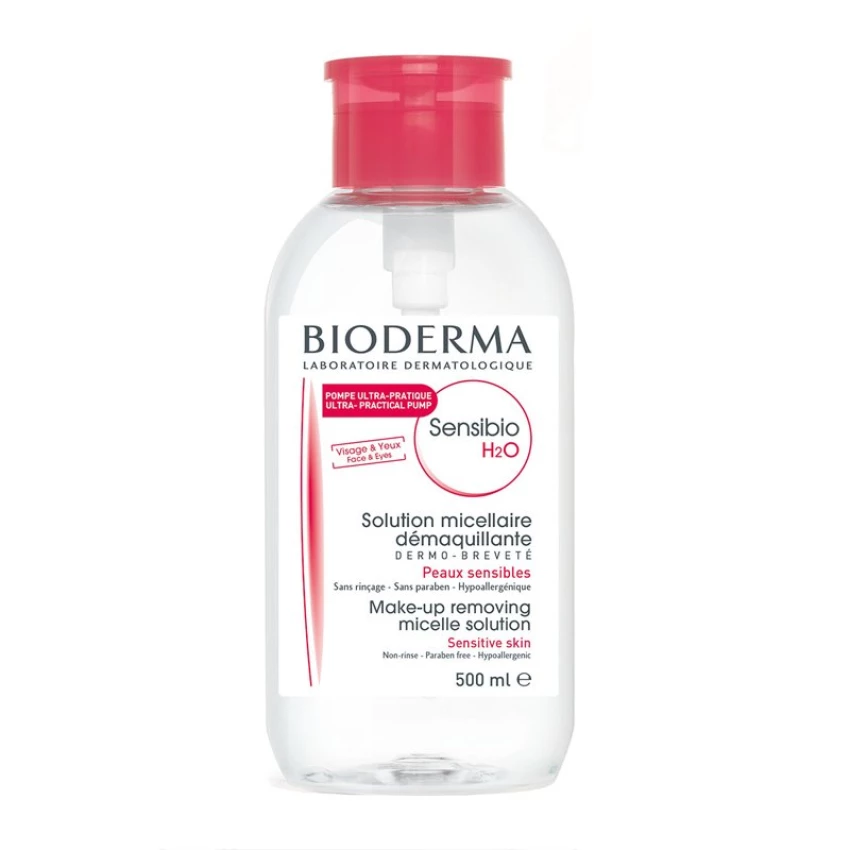 BIODERMA
LABORATOIRE DERMATOLOGIQUE
POMPE ULTRA-PRATIQUE
ULTRA- PRACTICAL PUMP
Sensibio
H2O
Visage & Yeux
Face & Eyes
Solution micellaire
démaquillante
DERMO-BREVETÉ
Peaux sensibles
Sans rinçage - Sans paraben - Hypoallergénique
Make-up removing
micelle solution
Sensitive skin
Non-rinse - Paraben free - Hypoallergenic
500 ml ℮